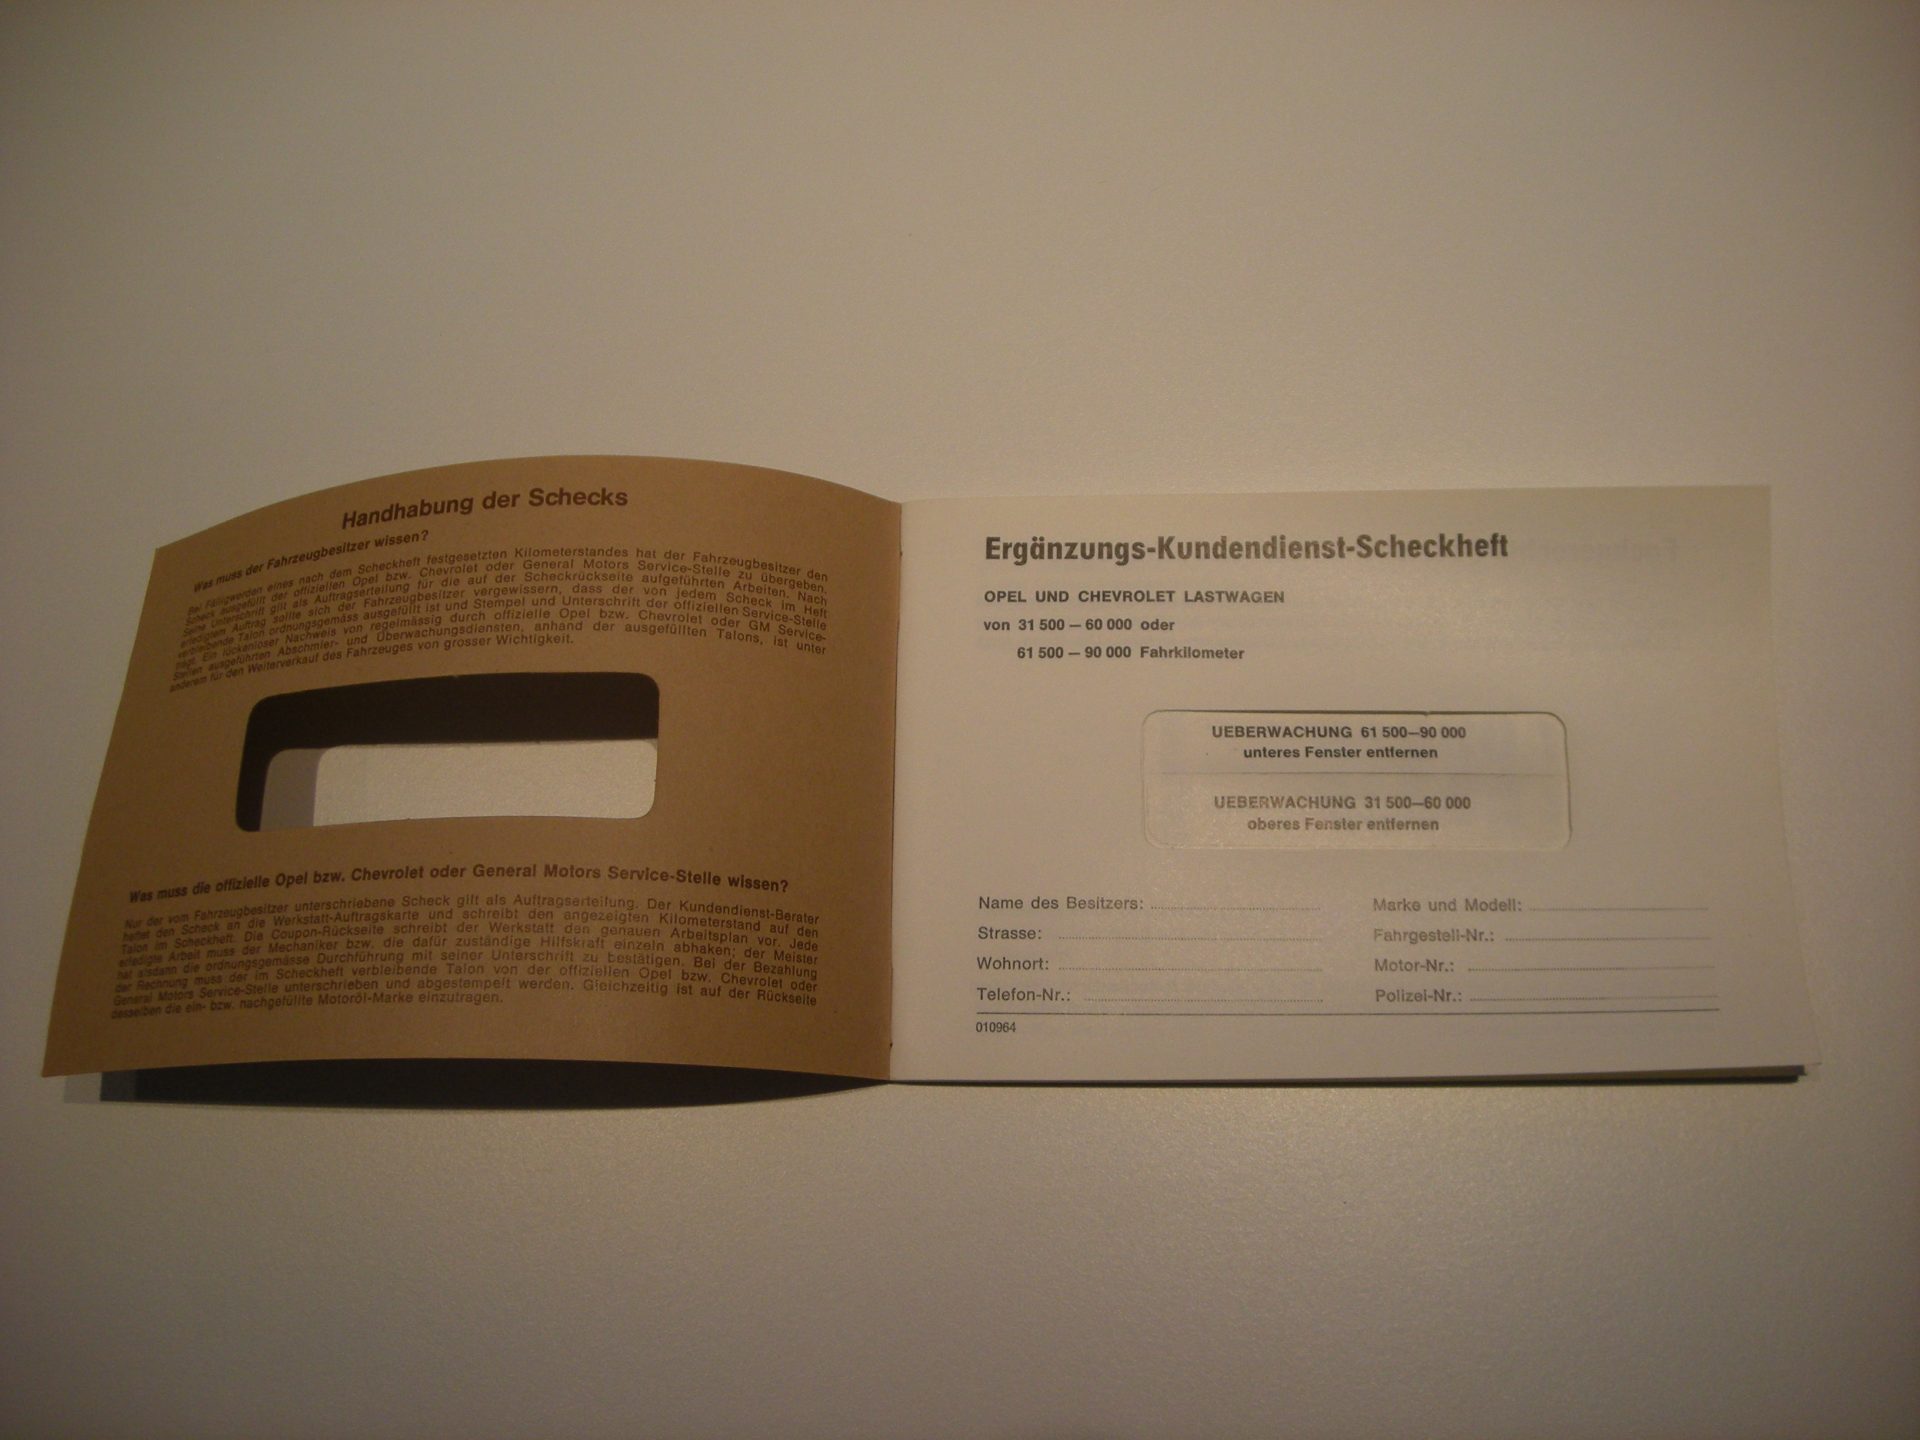 Handhabung der Schecks
Was muss der Fahrzeugbesitzer wissen?
Bei Fälligwerden eines nach dem Scheckheft festgesetzten Kilometerstandes hat der Fahrzeugbesitzer den
Scheck ausgefüllt der offiziellen Opel bzw. Chevrolet oder General Motors Service-Stelle zu übergeben.
Seine Unterschrift gilt als Auftragserteilung für die auf der Scheckrückseite aufgeführten Arbeiten. Nach
erledigtem Auftrag sollte sich der Fahrzeugbesitzer vergewissern, dass der von jedem Scheck im Heft
verbleibende Talon ordnungsgemäss ausgefüllt ist und Stempel und Unterschrift der offiziellen Service-Stelle
trägt. Ein lückenloser Nachweis von regelmässig durch offizielle Opel bzw. Chevrolet oder GM Service-
Stellen ausgeführten Abschmier- und Überwachungsdiensten, anhand der ausgefüllten Talons, ist unter
anderem für den Weiterverkauf des Fahrzeuges von grosser Wichtigkeit.
Was muss die offizielle Opel bzw. Chevrolet oder General Motors Service-Stelle wissen?
Nur der vom Fahrzeugbesitzer unterschriebene Scheck gilt als Auftragserteilung. Der Kundendienst-Berater
heftet den Scheck an die Werkstatt-Auftragskarte und schreibt den angezeigten Kilometerstand auf den
Talon im Scheckheft. Die Coupon-Rückseite schreibt der Werkstatt den genauen Arbeitsplan vor. Jede
erledigte Arbeit muss der Mechaniker bzw. die dafür zuständige Hilfskraft einzeln abhaken; der Meister
hat alsdann die ordnungsgemässe Durchführung mit seiner Unterschrift zu bestätigen. Bei der Bezahlung
der Rechnung muss der im Scheckheft verbleibende Talon von der offiziellen Opel bzw. Chevrolet oder
General Motors Service-Stelle unterschrieben und abgestempelt werden. Gleichzeitig ist auf der Rückseite
desselben die ein- bzw. nachgefüllte Motoröl-Marke einzutragen.
Ergänzungs-Kundendienst-Scheckheft
OPEL UND CHEVROLET LASTWAGEN
von 31 500 – 60 000 oder
61 500 – 90 000 Fahrkilometer
UEBERWACHUNG 61 500–90 000
unteres Fenster entfernen
UEBERWACHUNG 31 500–60 000
oberes Fenster entfernen
Name des Besitzers:
Strasse:
Wohnort:
Telefon-Nr.:
Marke und Modell:
Fahrgestell-Nr.:
Motor-Nr.:
Polizei-Nr.:
010964